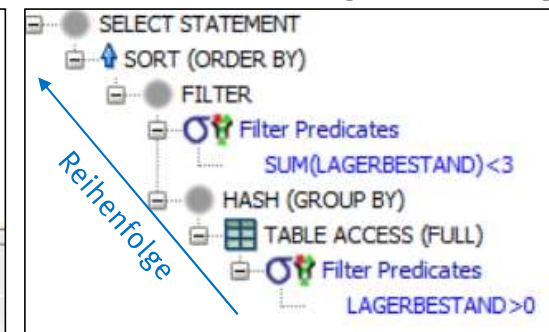 SELECT STATEMENT
SORT (ORDER BY)
FILTER
Filter Predicates
SUM(LAGERBESTAND)<3
HASH (GROUP BY)
TABLE ACCESS (FULL)
Filter Predicates
LAGERBESTAND>0
Reihenfolge